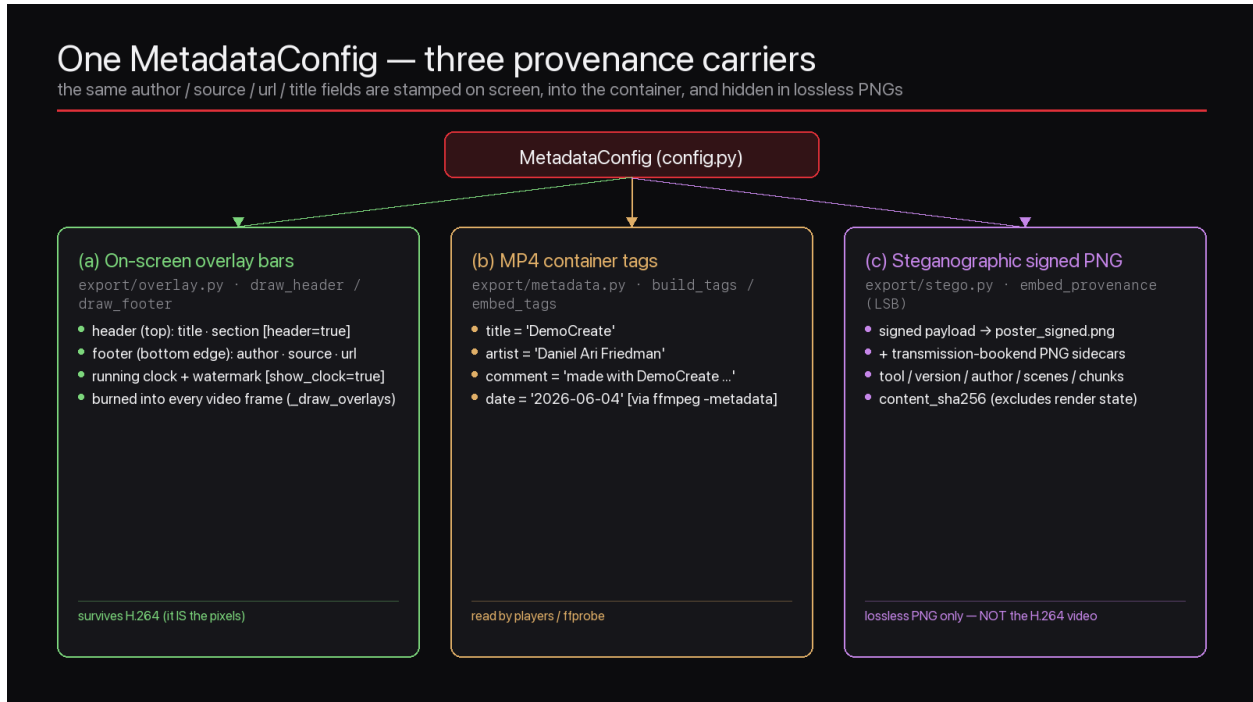 One MetadataConfig — three provenance carriers
the same author / source / url / title fields are stamped on screen, into the container, and hidden in lossless PNGs
MetadataConfig (config.py)
(a) On-screen overlay bars
export/overlay.py · draw_header /
draw_footer
header (top): title · section [header=true]
footer (bottom edge): author · source · url
running clock + watermark [show_clock=true]
burned into every video frame (_draw_overlays)
survives H.264 (it IS the pixels)
(b) MP4 container tags
export/metadata.py · build_tags /
embed_tags
title = 'DemoCreate'
artist = 'Daniel Ari Friedman'
comment = 'made with DemoCreate ...'
date = '2026-06-04' [via ffmpeg -metadata]
read by players / ffprobe
(c) Steganographic signed PNG
export/stego.py · embed_provenance
(LSB)
signed payload → poster_signed.png
+ transmission-bookend PNG sidecars
tool / version / author / scenes / chunks
content_sha256 (excludes render state)
lossless PNG only — NOT the H.264 video